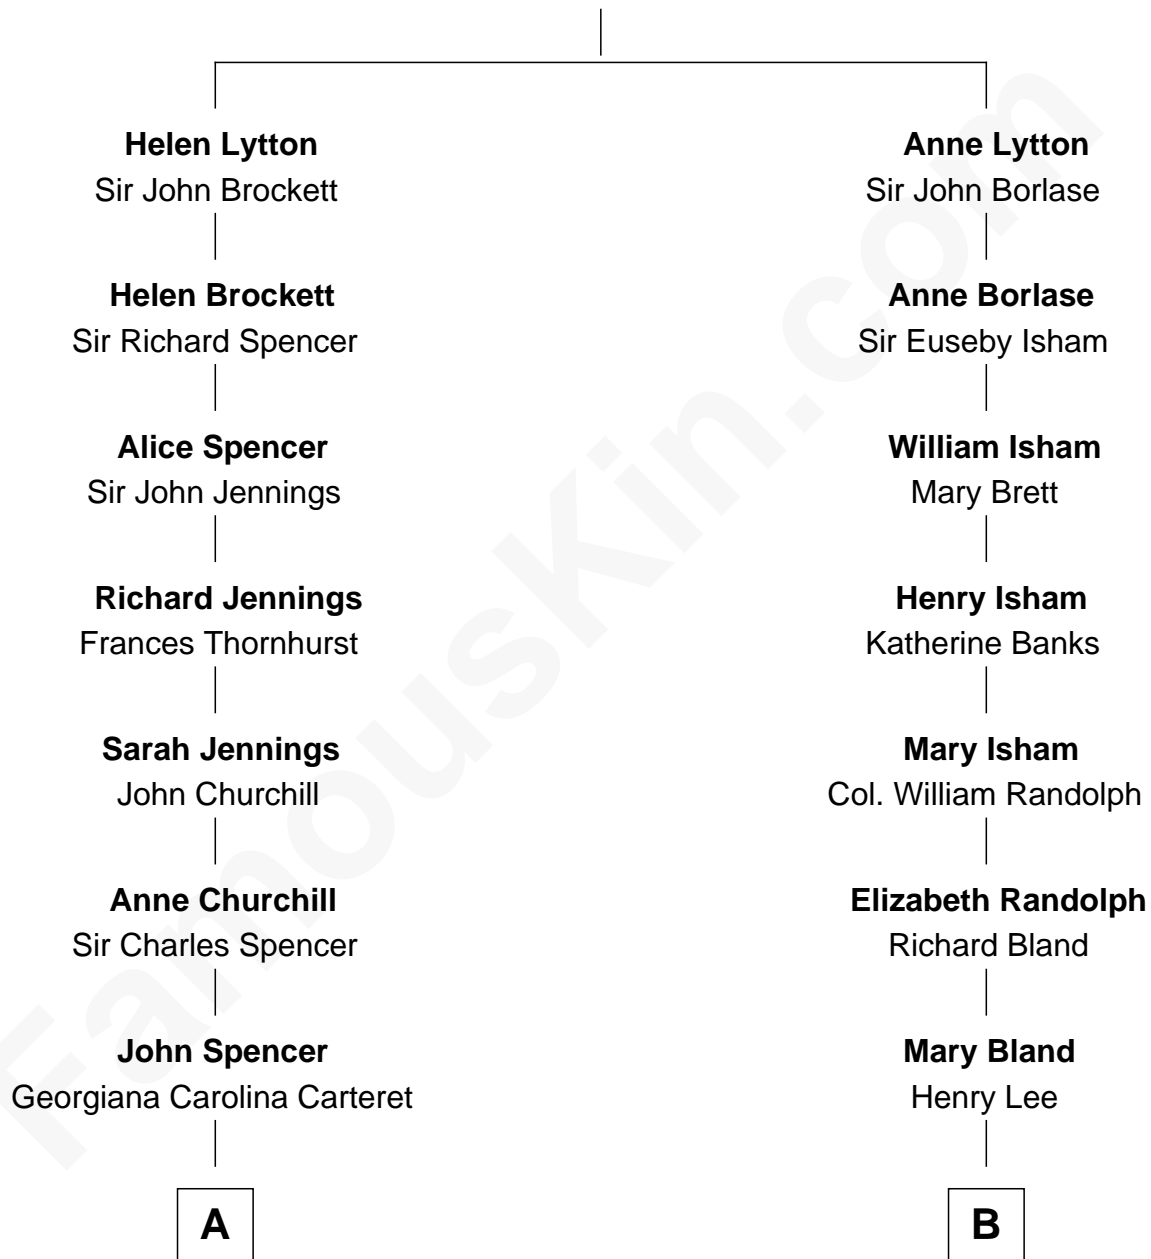 Helen Lytton
Sir John Brockett
Helen Brockett
Sir Richard Spencer
Alice Spencer
Sir John Jennings
Richard Jennings
Frances Thornhurst
Sarah Jennings
John Churchill
Anne Churchill
Sir Charles Spencer
John Spencer
Georgiana Carolina Carteret
A
Anne Lytton
Sir John Borlase
Anne Borlase
Sir Euseby Isham
William Isham
Mary Brett
Henry Isham
Katherine Banks
Mary Isham
Col. William Randolph
Elizabeth Randolph
Richard Bland
Mary Bland
Henry Lee
B
FamousKin.com